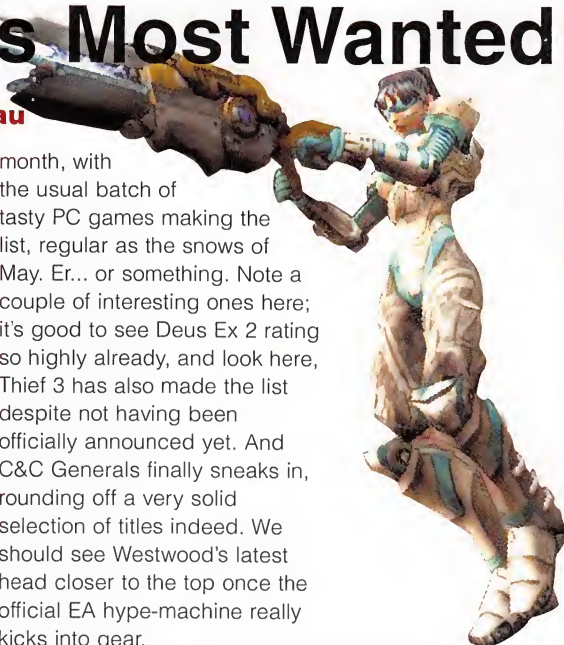 s Most Wanted
au
month, with
the usual batch of
tasty PC games making the
list, regular as the snows of
May. Er... or something. Note a
couple of interesting ones here;
it's good to see Deus Ex 2 rating
so highly already, and look here,
Thief 3 has also made the list
despite not having been
officially announced yet. And
C&C Generals finally sneaks in,
rounding off a very solid
selection of titles indeed. We
should see Westwood's latest
head closer to the top once the
official EA hype-machine really
kicks into gear.